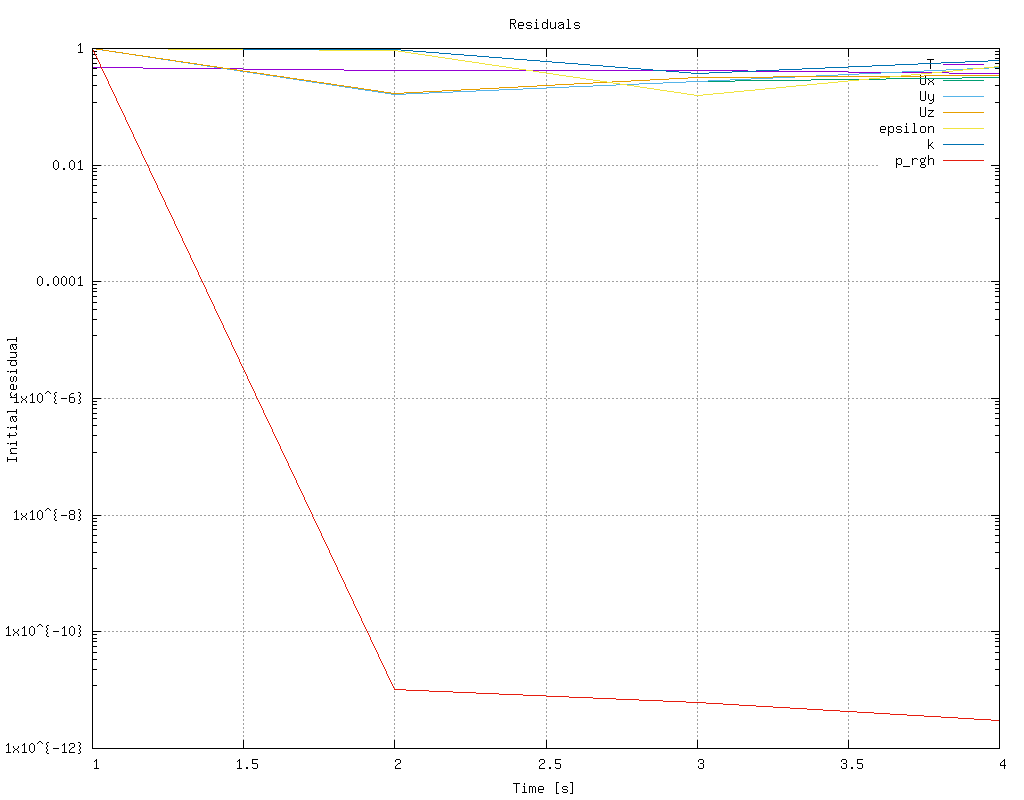 Residuals
1
0.01
0.0001
1x10^{-6}
1x10^{-8}
1x10^{-10}
1x10^{-12}
Initial residual
T
Ux
Uy
Uz
epsilon
k
p_rgh
1 1.5 2 2.5 3 3.5 4
Time [s]